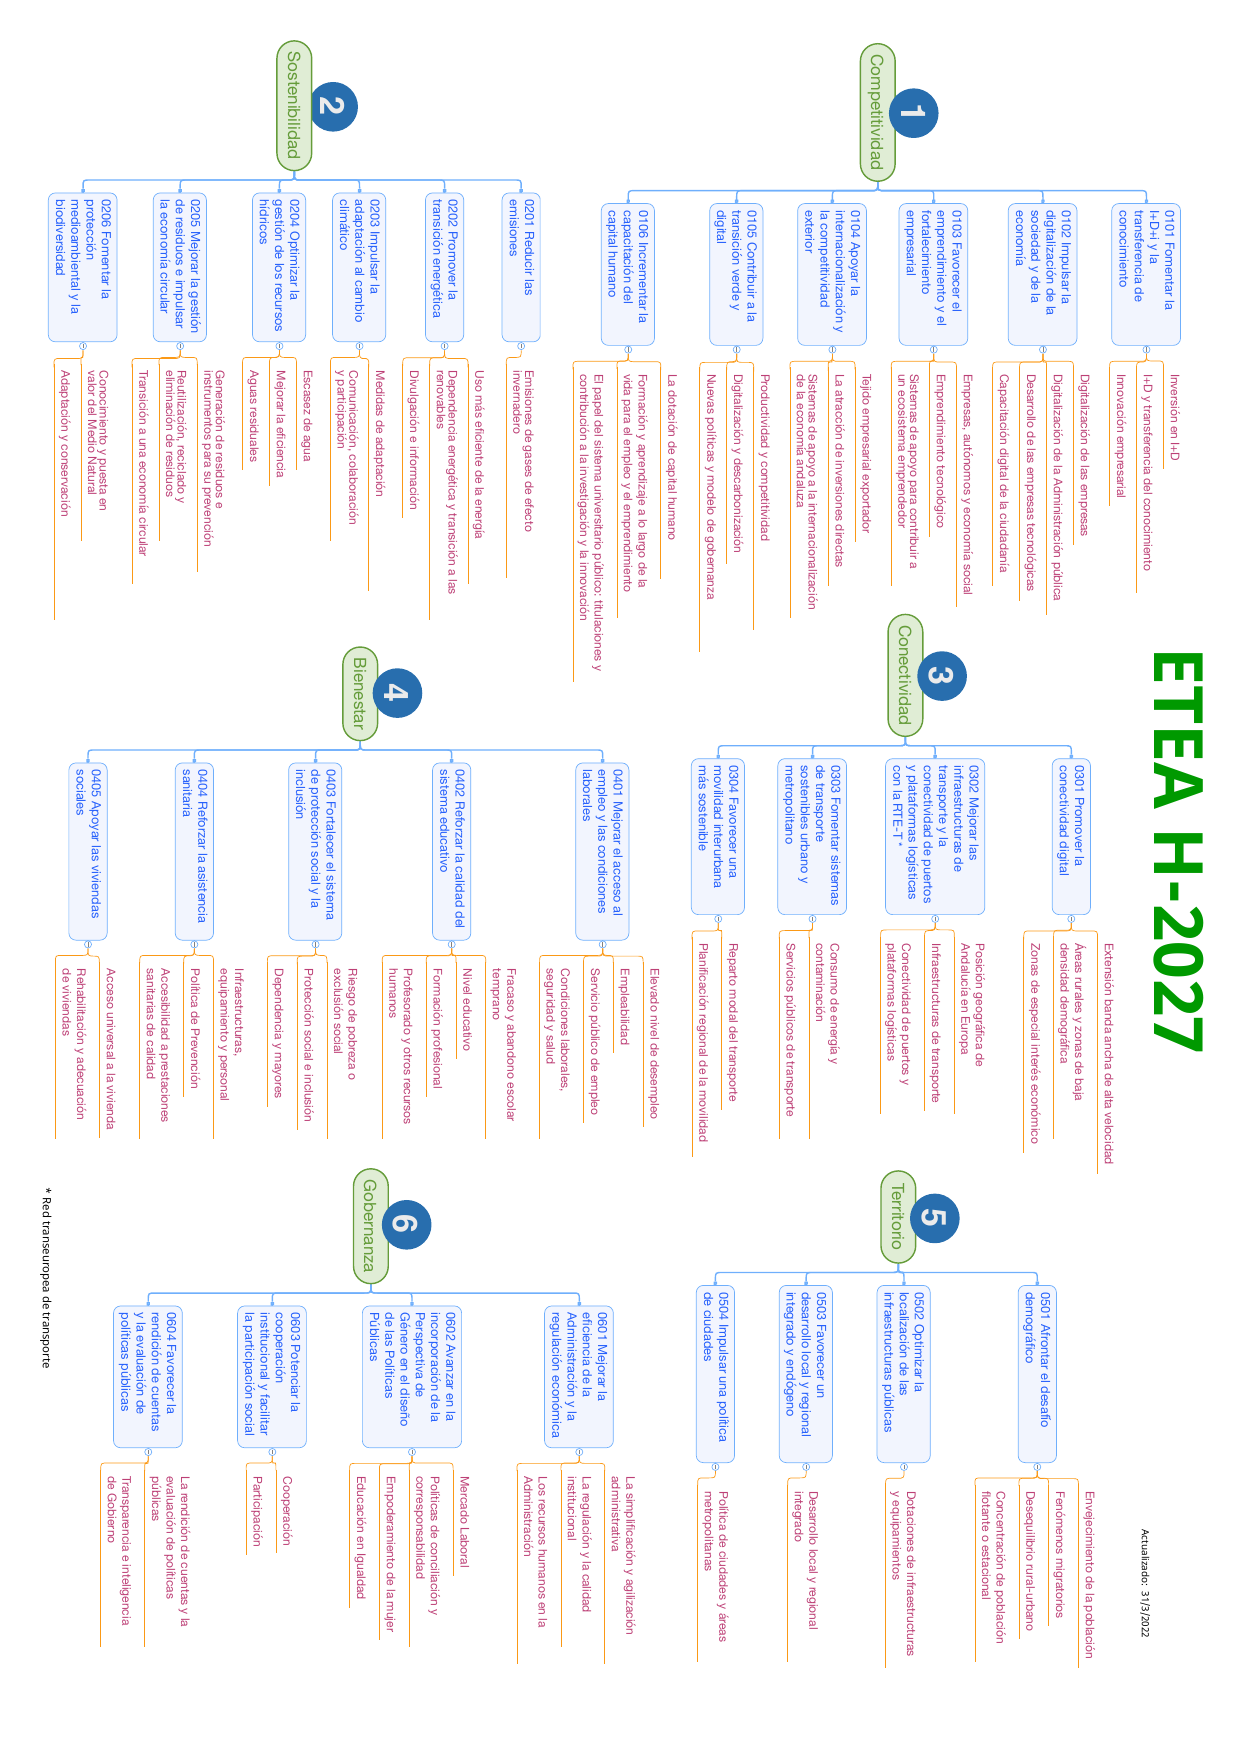 ETEA H-2027
Actualizado: 31/3/2022
1
Competitividad
0101 Fomentar la
I+D+i y la
transferencia de
conocimiento
Inversión en I+D
I+D y transferencia del conocimiento
Innovación empresarial
0102 Impulsar la
digitalización de la
sociedad y de la
economía
Digitalización de las empresas
Digitalización de la Administración pública
Desarrollo de las empresas tecnológicas
Capacitación digital de la ciudadanía
0103 Favorecer el
emprendimiento y el
fortalecimiento
empresarial
Empresas, autónomos y economía social
Emprendimiento tecnológico
Sistemas de apoyo para contribuir a
un ecosistema emprendedor
0104 Apoyar la
internacionalización y
la competitividad
exterior
Tejido empresarial exportador
La atracción de inversiones directas
Sistemas de apoyo a la internacionalización
de la economía andaluza
0105 Contribuir a la
transición verde y
digital
Productividad y competitividad
Digitalización y descarbonización
Nuevas políticas y modelo de gobernanza
0106 Incrementar la
capacitación del
capital humano
La dotación de capital humano
Formación y aprendizaje a lo largo de la
vida para el empleo y el emprendimiento
El papel del sistema universitario público: titulaciones y
contribución a la investigación y la innovación
2
Sostenibilidad
0201 Reducir las
emisiones
Emisiones de gases de efecto
invernadero
0202 Promover la
transición energética
Uso más eficiente de la energía
Dependencia energética y transición a las
renovables
Divulgación e información
0203 Impulsar la
adaptación al cambio
climático
Medidas de adaptación
Comunicación, colaboración
y participación
0204 Optimizar la
gestión de los recursos
hídricos
Escasez de agua
Mejorar la eficiencia
Aguas residuales
0205 Mejorar la gestión
de residuos e impulsar
la economía circular
Generación de residuos e
instrumentos para su prevención
Reutilización, reciclado y
eliminación de residuos
Transición a una economía circular
0206 Fomentar la
protección
medioambiental y la
biodiversidad
Conocimiento y puesta en
valor del Medio Natural
Adaptación y conservación
3
Conectividad
0301 Promover la
conectividad digital
Extensión banda ancha de alta velocidad
Áreas rurales y zonas de baja
densidad demográfica
Zonas de especial interés económico
0302 Mejorar las
infraestructuras de
transporte y la
conectividad de puertos
y plataformas logísticas
con la RTE-T *
Posición geográfica de
Andalucía en Europa
Infraestructuras de transporte
Conectividad de puertos y
plataformas logísticas
0303 Fomentar sistemas
de transporte
sostenibles urbano y
metropolitano
Consumo de energía y
contaminación
Servicios públicos de transporte
0304 Favorecer una
movilidad interurbana
más sostenible
Reparto modal del transporte
Planificación regional de la movilidad
4
Bienestar
0401 Mejorar el acceso al
empleo y las condiciones
laborales
Elevado nivel de desempleo
Empleabilidad
Servicio público de empleo
Condiciones laborales,
seguridad y salud
0402 Reforzar la calidad del
sistema educativo
Fracaso y abandono escolar
temprano
Nivel educativo
Formación profesional
Profesorado y otros recursos
humanos
0403 Fortalecer el sistema
de protección social y la
inclusión
Riesgo de pobreza o
exclusión social
Protección social e inclusión
Dependencia y mayores
0404 Reforzar la asistencia
sanitaria
Infraestructuras,
equipamiento y personal
Política de Prevención
Accesibilidad a prestaciones
sanitarias de calidad
0405 Apoyar las viviendas
sociales
Acceso universal a la vivienda
Rehabilitación y adecuación
de viviendas
5
Territorio
0501 Afrontar el desafío
demográfico
Envejecimiento de la población
Fenómenos migratorios
Desequilibrio rural-urbano
Concentración de población
flotante o estacional
0502 Optimizar la
localización de las
infraestructuras públicas
Dotaciones de infraestructuras
y equipamientos
0503 Favorecer un
desarrollo local y regional
integrado y endógeno
Desarrollo local y regional
integrado
0504 Impulsar una política
de ciudades
Política de ciudades y áreas
metropolitanas
6
Gobernanza
0601 Mejorar la
eficiencia de la
Administración y la
regulación económica
La simplificación y agilización
administrativa
La regulación y la calidad
institucional
Los recursos humanos en la
Administración
0602 Avanzar en la
incorporación de la
Perspectiva de
Género en el diseño
de las Políticas
Públicas
Mercado Laboral
Políticas de conciliación y
corresponsabilidad
Empoderamiento de la mujer
Educación en Igualdad
0603 Potenciar la
cooperación
institucional y facilitar
la participación social
Cooperación
Participación
0604 Favorecer la
rendición de cuentas
y la evaluación de
políticas públicas
La rendición de cuentas y la
evaluación de políticas
públicas
Transparencia e inteligencia
de Gobierno
* Red transeuropea de transporte